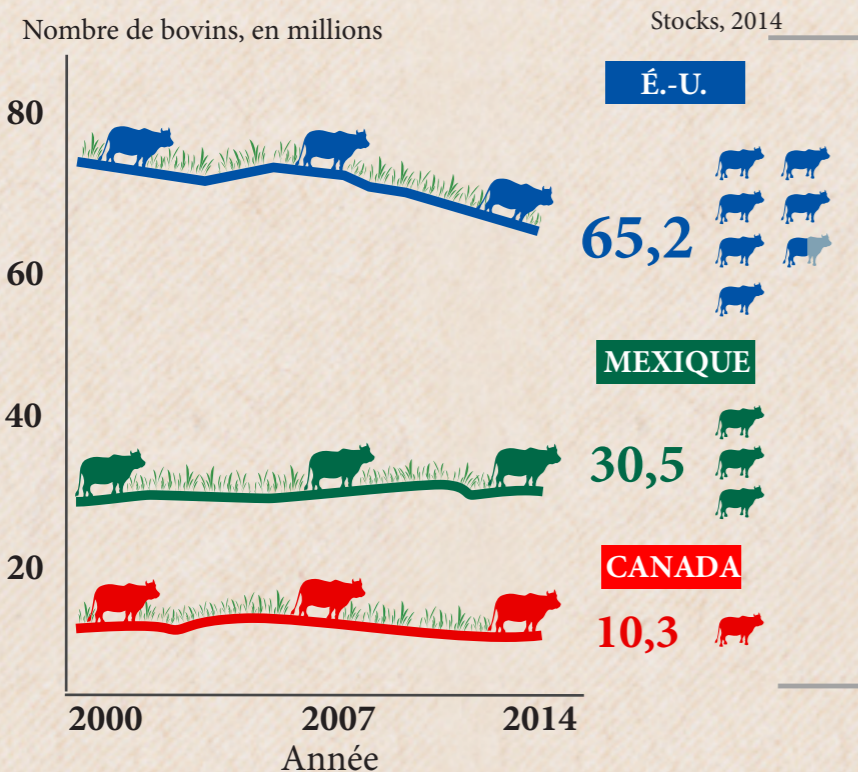 Nombre de bovins, en millions
Stocks, 2014
80
60
40
20
2000 2007 2014
Année
É.-U.
65,2
MEXIQUE
30,5
CANADA
10,3